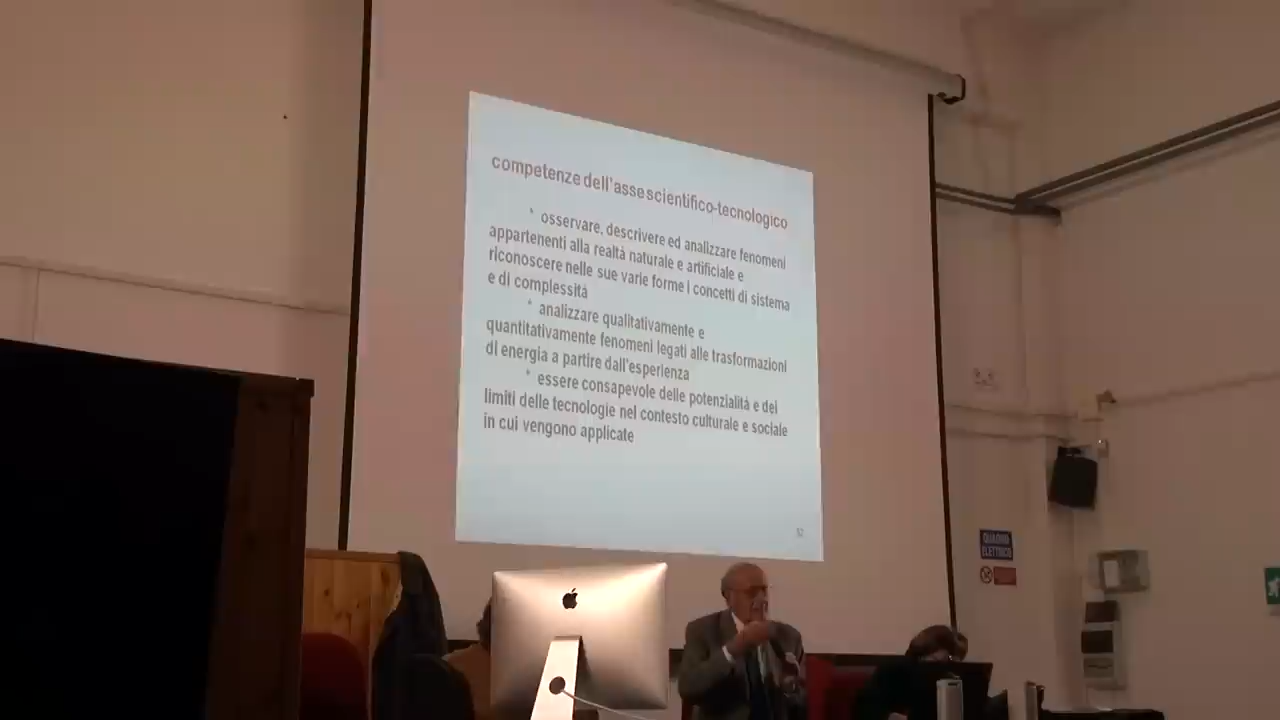 competenze dell'asse scientifico-tecnologico
* osservare, descrivere ed analizzare fenomeni
appartenenti alla realtà naturale e artificiale e
riconoscere nelle sue varie forme i concetti di sistema
e di complessità
* analizzare qualitativamente e
quantitativamente fenomeni legati alle trasformazioni
di energia a partire dall'esperienza
* essere consapevole delle potenzialità e dei
limiti delle tecnologie nel contesto culturale e sociale
in cui vengono applicate
QUADRO
ELETTRICO